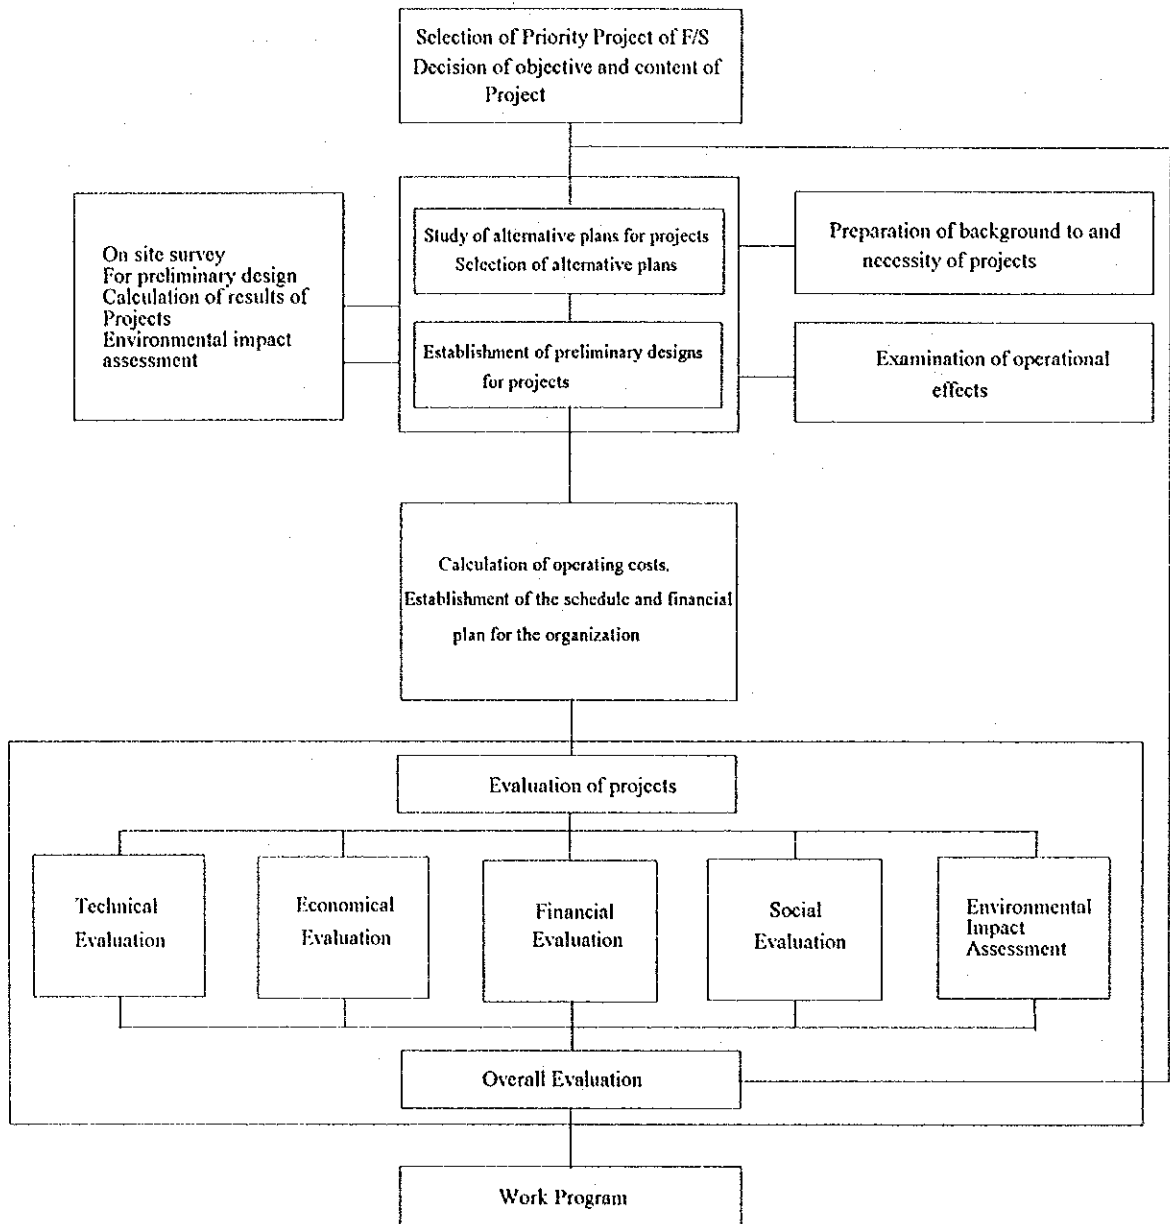 Selection of Priority Project of F/S
Decision of objective and content of
Project
On site survey
For preliminary design
Calculation of results of
Projects
Environmental impact
assessment
Study of alternative plans for projects
Selection of alternative plans
Establishment of preliminary designs
for projects
Preparation of background to and
necessity of projects
Examination of operational
effects
Calculation of operating costs.
Establishment of the schedule and financial
plan for the organization
Evaluation of projects
Technical
Evaluation
Economical
Evaluation
Financial
Evaluation
Social
Evaluation
Environmental
Impact
Assessment
Overall Evaluation
Work Program